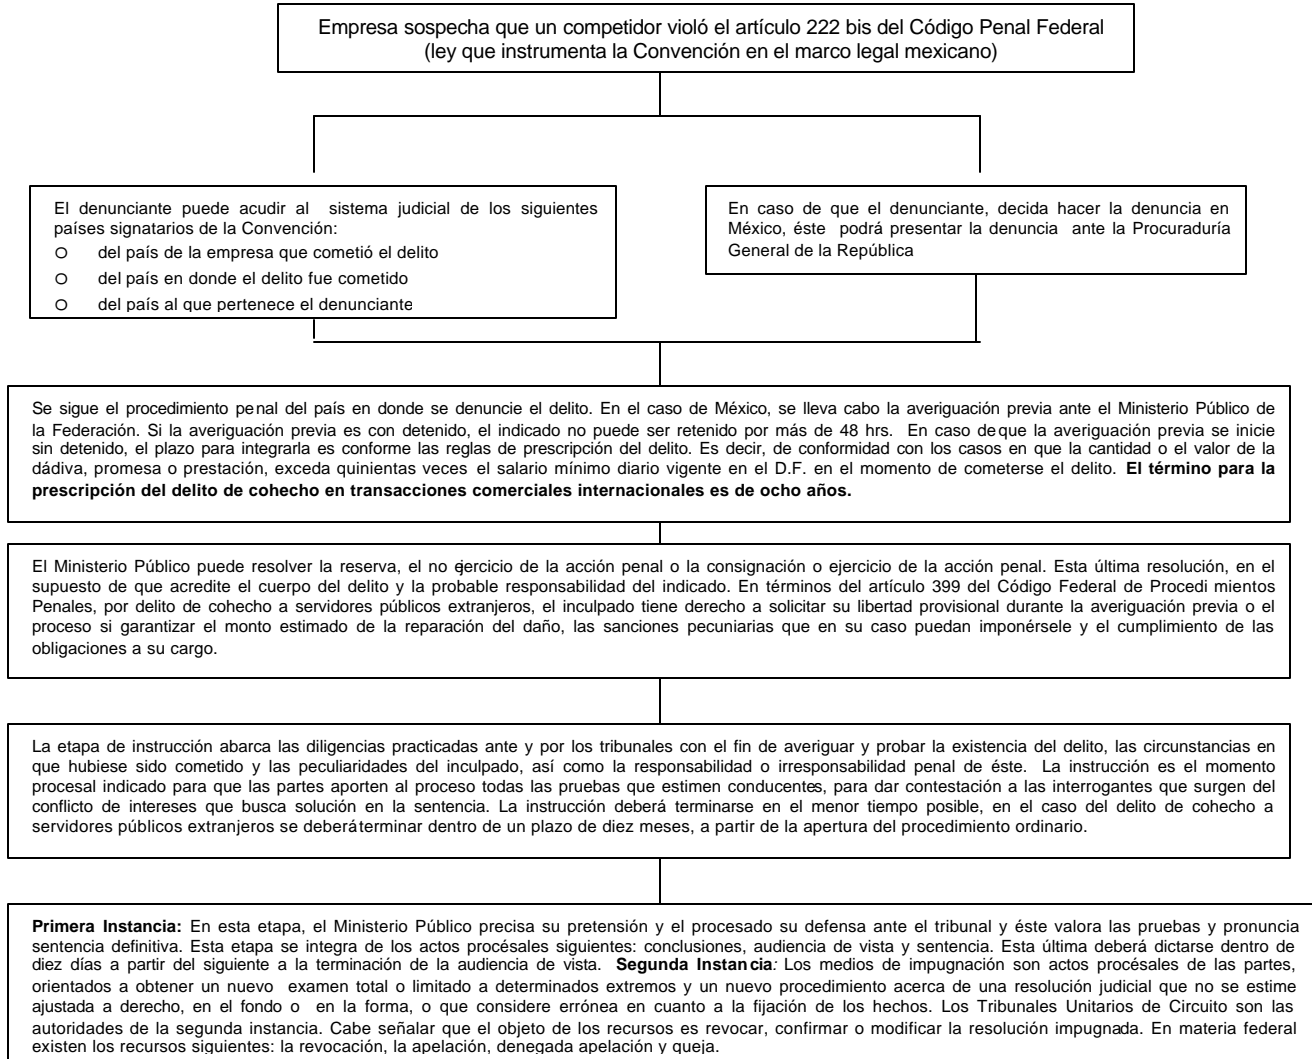 Empresa sospecha que un competidor violó el artículo 222 bis del Código Penal Federal
(ley que instrumenta la Convención en el marco legal mexicano)
El denunciante puede acudir al sistema judicial de los siguientes
países signatarios de la Convención:
O del país de la empresa que cometió el delito
O del país en donde el delito fue cometido
O del país al que pertenece el denunciante
En caso de que el denunciante, decida hacer la denuncia en
México, éste podrá presentar la denuncia ante la Procuraduría
General de la República
Se sigue el procedimiento penal del país en donde se denuncie el delito. En el caso de México, se lleva cabo la averiguación previa ante el Ministerio Público de
la Federación. Si la averiguación previa es con detenido, el indicado no puede ser retenido por más de 48 hrs. En caso de que la averiguación previa se inicie
sin detenido, el plazo para integrarla es conforme las reglas de prescripción del delito. Es decir, de conformidad con los casos en que la cantidad o el valor de la
dádiva, promesa o prestación, exceda quinientas veces el salario mínimo diario vigente en el D.F. en el momento de cometerse el delito. El término para la
prescripción del delito de cohecho en transacciones comerciales internacionales es de ocho años.
El Ministerio Público puede resolver la reserva, el no ejercicio de la acción penal o la consignación o ejercicio de la acción penal. Esta última resolución, en el
supuesto de que acredite el cuerpo del delito y la probable responsabilidad del indicado. En términos del artículo 399 del Código Federal de Procedi mientos
Penales, por delito de cohecho a servidores públicos extranjeros, el inculpado tiene derecho a solicitar su libertad provisional durante la averiguación previa o el
proceso si garantizar el monto estimado de la reparación del daño, las sanciones pecuniarias que en su caso puedan imponérsele y el cumplimiento de las
obligaciones a su cargo.
La etapa de instrucción abarca las diligencias practicadas ante y por los tribunales con el fin de averiguar y probar la existencia del delito, las circunstancias en
que hubiese sido cometido y las peculiaridades del inculpado, así como la responsabilidad o irresponsabilidad penal de éste. La instrucción es el momento
procesal indicado para que las partes aporten al proceso todas las pruebas que estimen conducentes, para dar contestación a las interrogantes que surgen del
conflicto de intereses que busca solución en la sentencia. La instrucción deberá terminarse en el menor tiempo posible, en el caso del delito de cohecho a
servidores públicos extranjeros se deberá terminar dentro de un plazo de diez meses, a partir de la apertura del procedimiento ordinario.
Primera Instancia: En esta etapa, el Ministerio Público precisa su pretensión y el procesado su defensa ante el tribunal y éste valora las pruebas y pronuncia
sentencia definitiva. Esta etapa se integra de los actos procésales siguientes: conclusiones, audiencia de vista y sentencia. Esta última deberá dictarse dentro de
diez días a partir del siguiente a la terminación de la audiencia de vista. Segunda Instancia: Los medios de impugnación son actos procésales de las partes,
orientados a obtener un nuevo examen total o limitado a determinados extremos y un nuevo procedimiento acerca de una resolución judicial que no se estime
ajustada a derecho, en el fondo o en la forma, o que considere errónea en cuanto a la fijación de los hechos. Los Tribunales Unitarios de Circuito son las
autoridades de la segunda instancia. Cabe señalar que el objeto de los recursos es revocar, confirmar o modificar la resolución impugnada. En materia federal
existen los recursos siguientes: la revocación, la apelación, denegada apelación y queja.